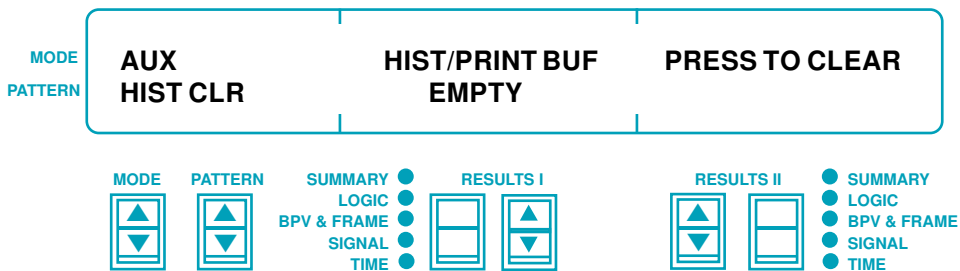 MODE
PATTERN
AUX HIST/PRINT BUF PRESS TO CLEAR
HIST CLR EMPTY
MODE PATTERN
SUMMARY
LOGIC
BPV & FRAME
SIGNAL
TIME
RESULTS I
RESULTS II
SUMMARY
LOGIC
BPV & FRAME
SIGNAL
TIME